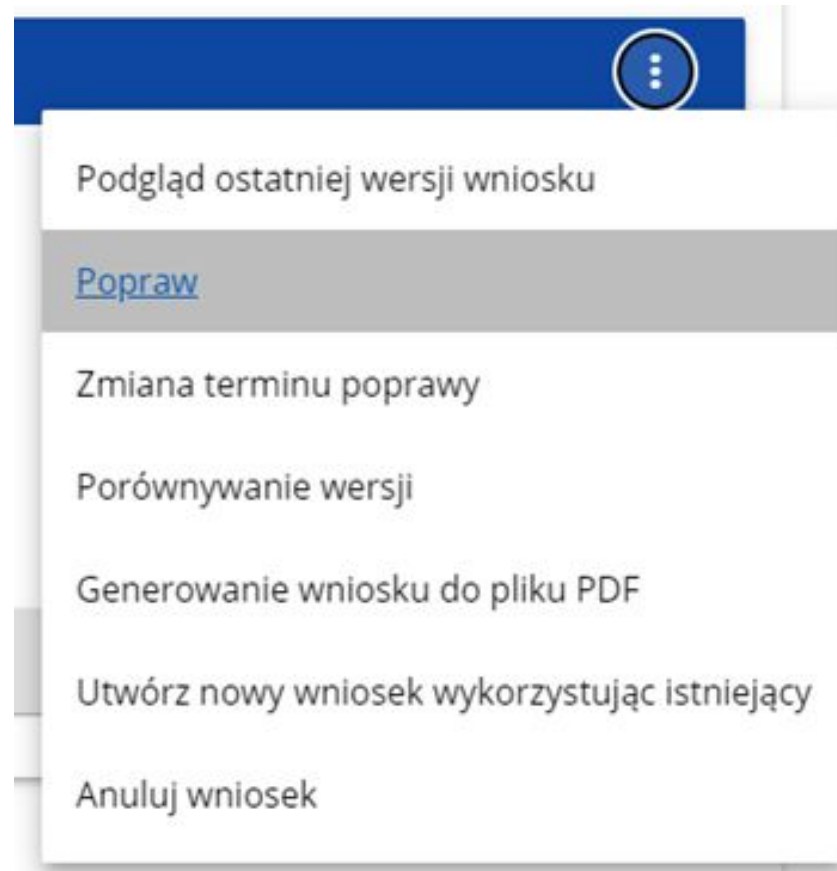 Podgląd ostatniej wersji wniosku
Popraw
Zmiana terminu poprawy
Porównywanie wersji
Generowanie wniosku do pliku PDF
Utwórz nowy wniosek wykorzystując istniejący
Anuluj wniosek